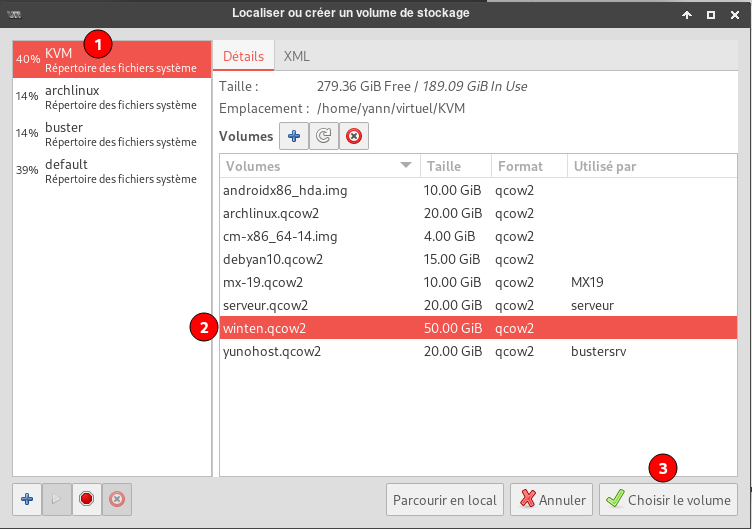 Localiser ou créer un volume de stockage
1
40% KVM
Répertoire des fichiers système
14% archlinux
Répertoire des fichiers système
14% buster
Répertoire des fichiers système
39% default
Répertoire des fichiers système
Détails XML
Taille : 279.36 GiB Free / 189.09 GiB In Use
Emplacement : /home/yann/virtuel/KVM
Volumes
Volumes Taille Format Utilisé par
androidx86_hda.img 10.00 GiB qcow2
archlinux.qcow2 20.00 GiB qcow2
cm-x86_64-14.img 4.00 GiB qcow2
debyan10.qcow2 15.00 GiB qcow2
mx-19.qcow2 10.00 GiB qcow2 MX19
serveur.qcow2 20.00 GiB qcow2 serveur
2 winten.qcow2 50.00 GiB qcow2
yunohost.qcow2 20.00 GiB qcow2 bustersrv
3
Parcourir en local Annuler Choisir le volume